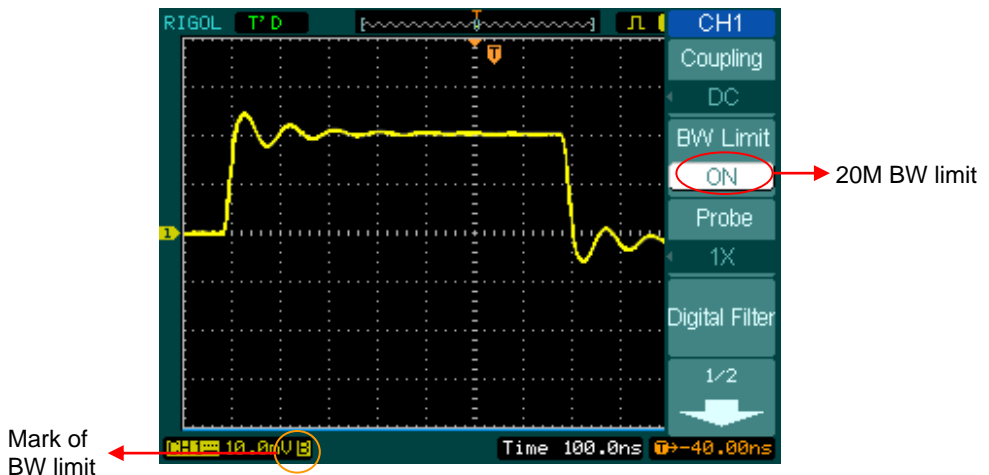 RIGOL T'D T CH1
T
Coupling
DC
BW Limit
ON
20M BW limit
Probe
1
1X
Digital Filter
1/2
Mark of
BW limit
CH1 10.0mV B Time 100.0ns T→-40.00ns